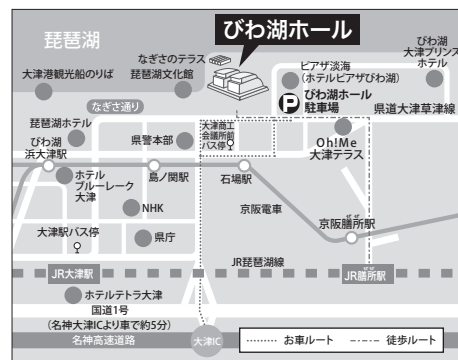 琵琶湖
びわ湖ホール
なぎさのテラス
琵琶湖文化館
大津港観光船のりば
なぎさ通り
ピアザ淡海
(ホテルピアザびわ湖)
びわ湖
大津プリンス
ホテル
P
びわ湖ホール
駐車場
県道大津草津線
琵琶湖ホテル
びわ湖
浜大津駅
県警本部
大津商工
会議所前
バス停
Oh!Me
大津テラス
ホテル
ブルーレーク
大津
島ノ関駅
石場駅
NHK
京阪電車
ぜぜ
京阪膳所駅
大津駅バス停
県庁
JR琵琶湖線
JR大津駅
ぜぜ
JR膳所駅
ホテルテトラ大津
国道1号
(名神大津ICより車で約5分)
名神高速道路
大津IC
お車ルート
徒歩ルート